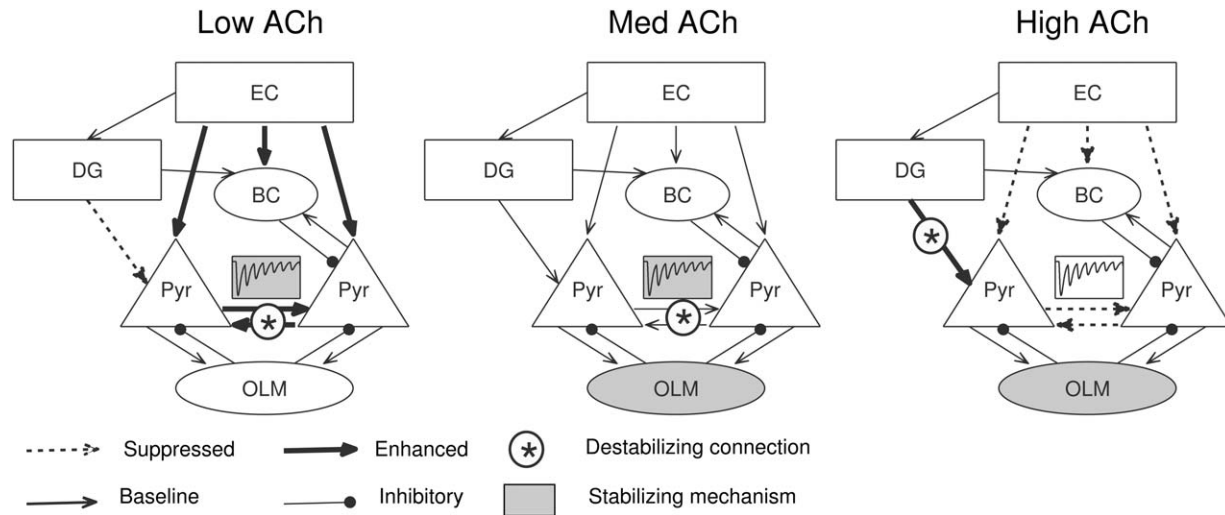 Low ACh Med ACh High ACh
EC EC EC
DG DG DG
BC BC BC
Pyr Pyr Pyr Pyr Pyr Pyr
* * *
OLM OLM OLM
Suppressed Enhanced * Destabilizing connection
Baseline Inhibitory Stabilizing mechanism